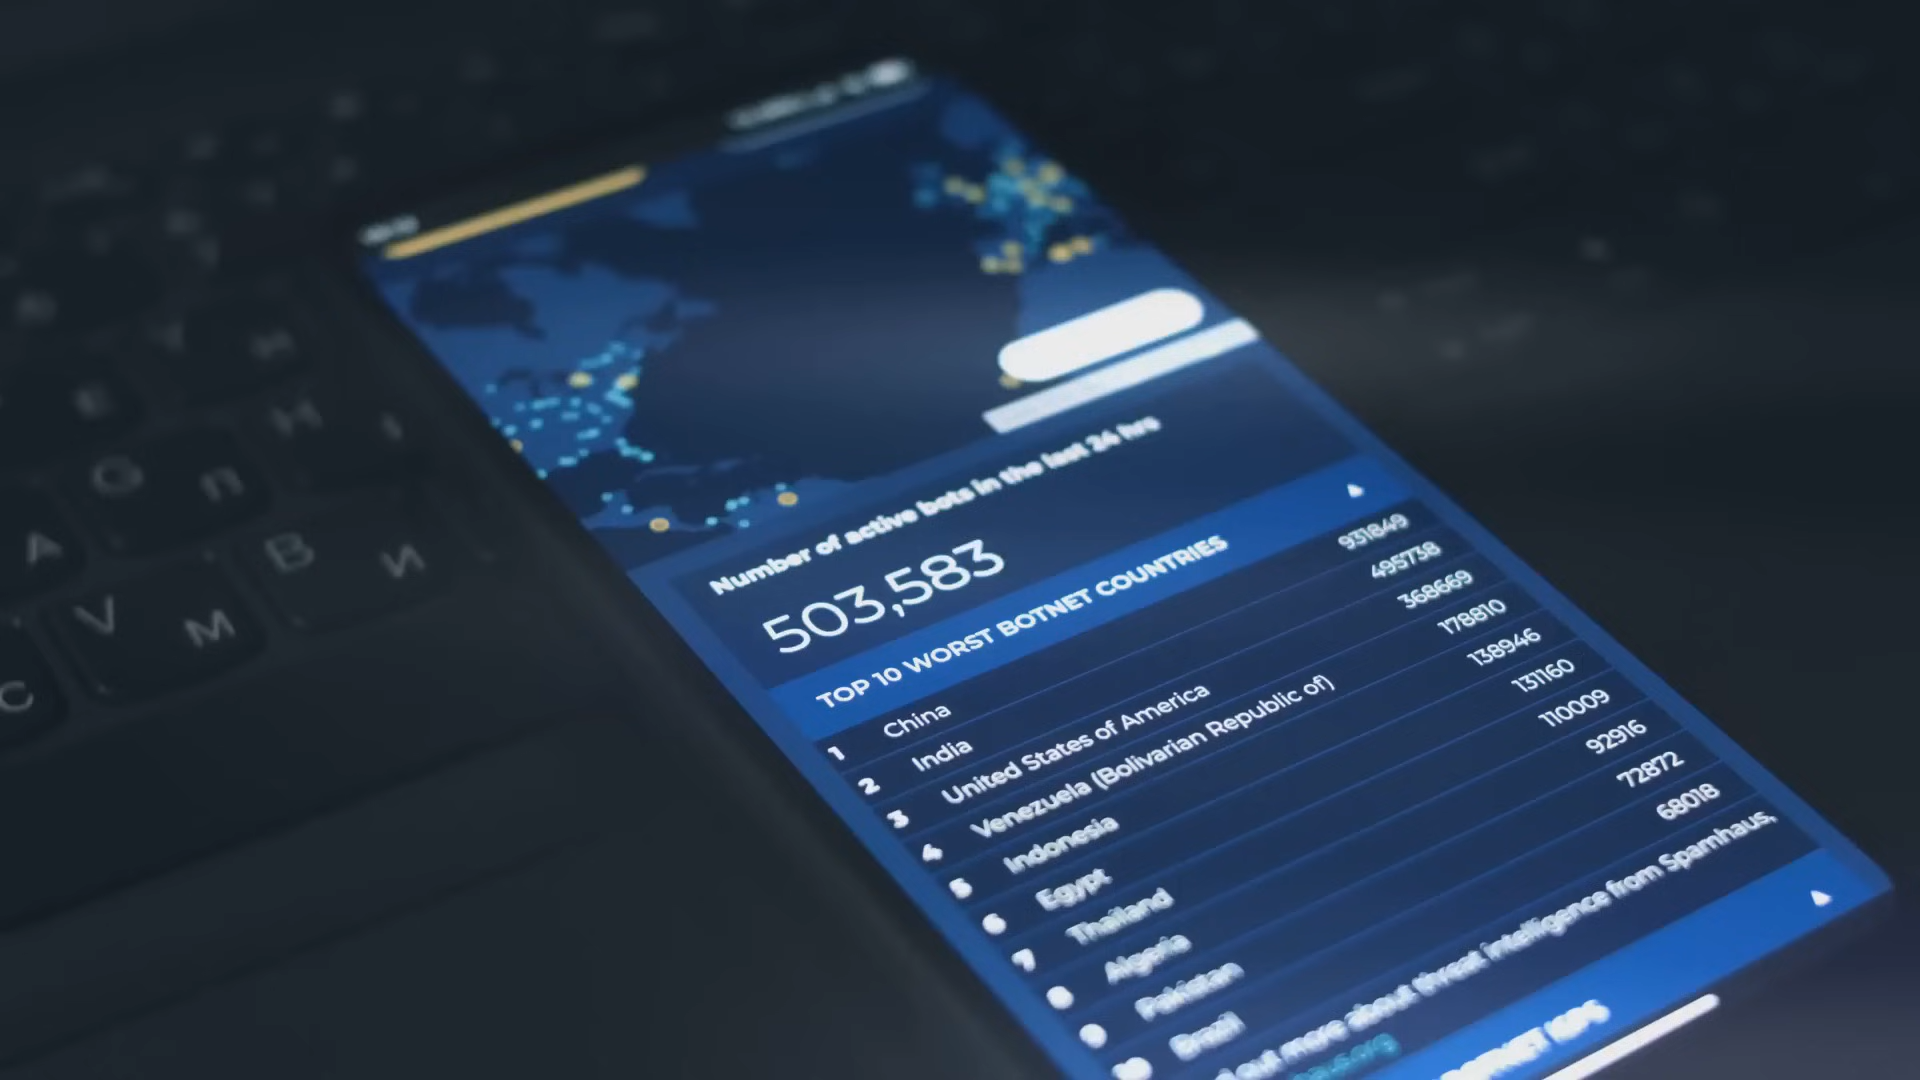 Number of active bots in the last 24 hrs
503,583
TOP 10 WORST BOTNET COUNTRIES
1 China 931849
2 India 495738
3 United States of America 368669
4 Venezuela (Bolivarian Republic of) 178810
5 Indonesia 138946
6 Egypt 131160
7 Thailand 110009
Algeria 92916
Pakistan 72872
Brazil 68018
out more about threat intelligence from Spamhaus,
И
Е
Н І
О П
А
В И
V М
С